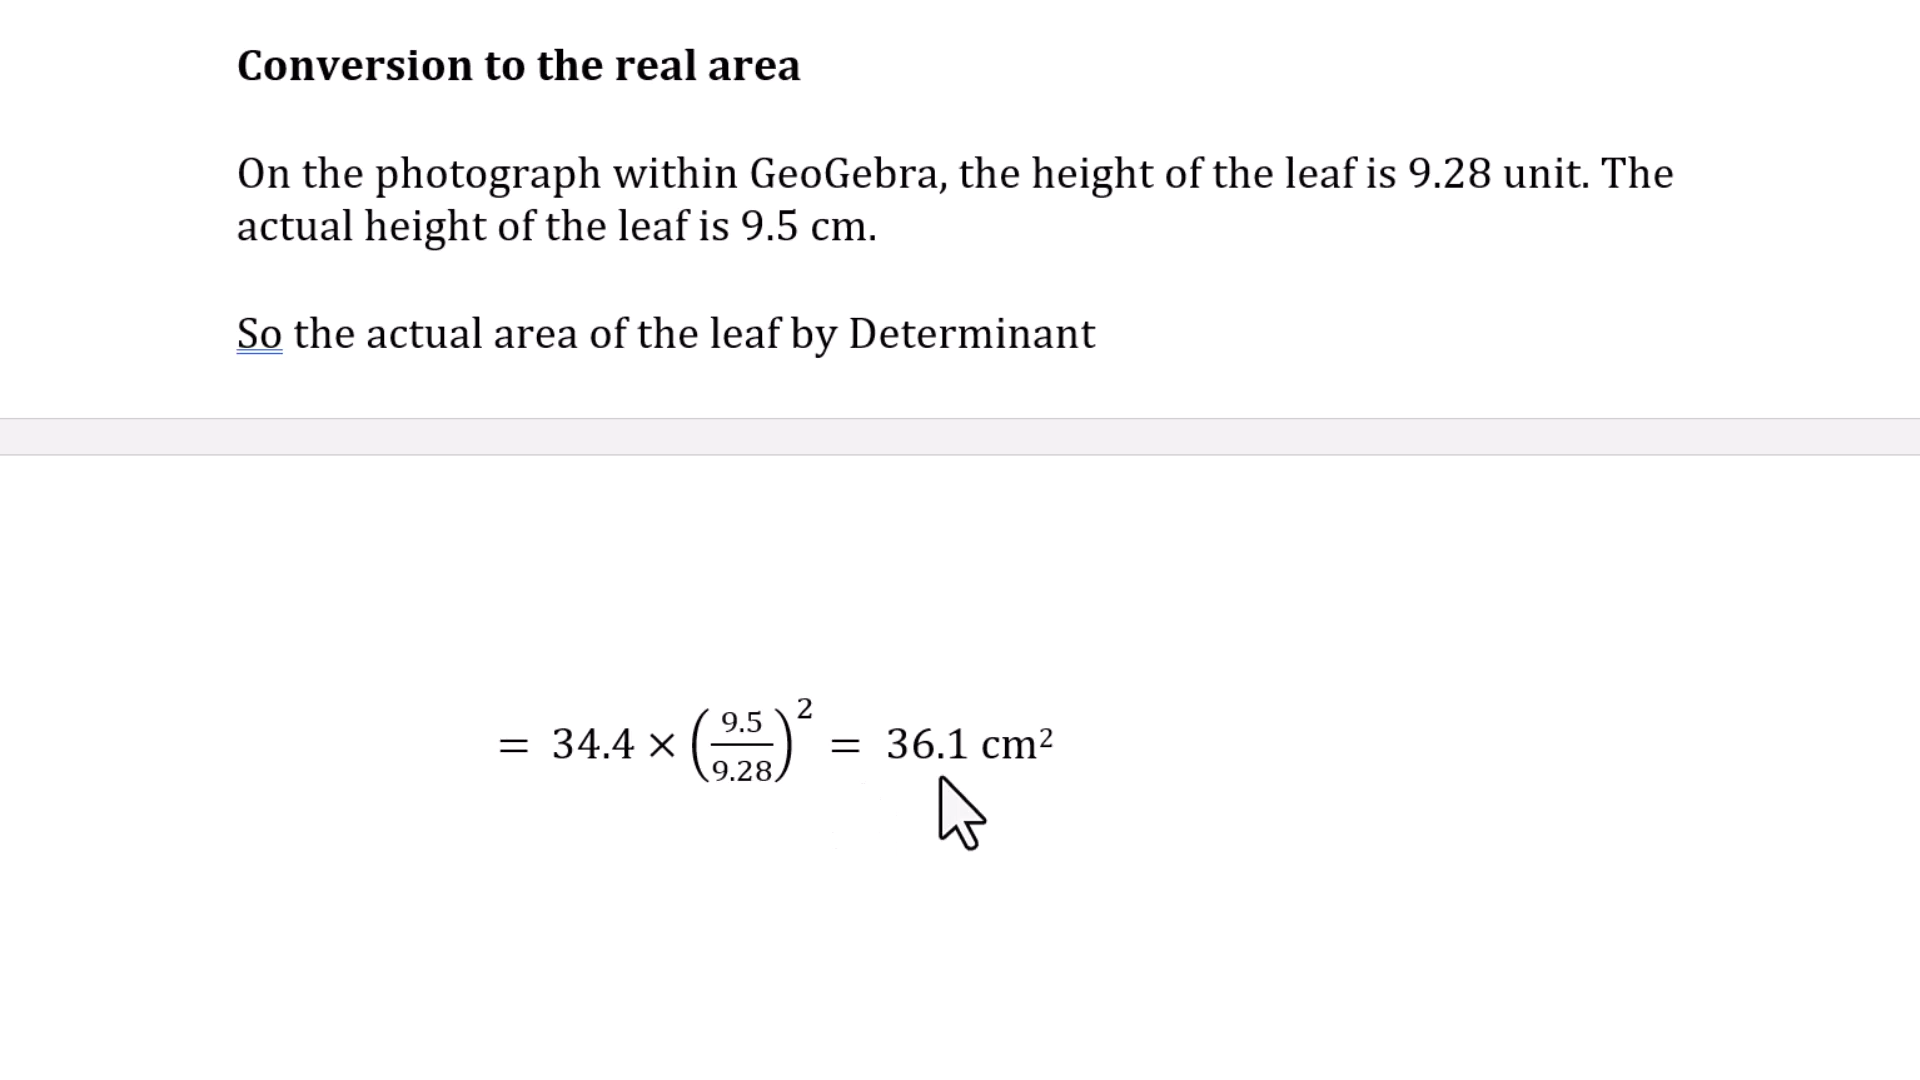 Conversion to the real area
On the photograph within GeoGebra, the height of the leaf is 9.28 unit. The
actual height of the leaf is 9.5 cm.
So the actual area of the leaf by Determinant
= 34.4 × (9.5/9.28)² = 36.1 cm²